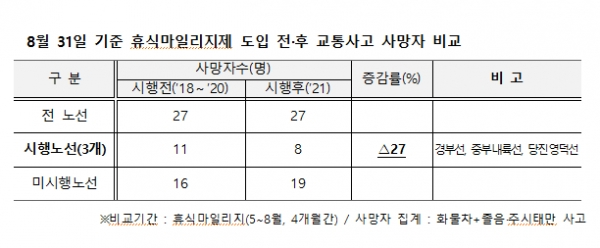 8월 31일 기준 휴식마일리지제 도입 전·후 교통사고 사망자 비교
구 분 사망자수(명) 증감률(%) 비 고
시행전('18~'20) 시행후('21)
전 노선 27 27
시행노선(3개) 11 8 △27 경부선, 중부내륙선, 당진영덕선
미시행노선 16 19
※비교기간 : 휴식마일리지(5~8월, 4개월간) / 사망자 집계 : 화물차+졸음·주시태만 사고